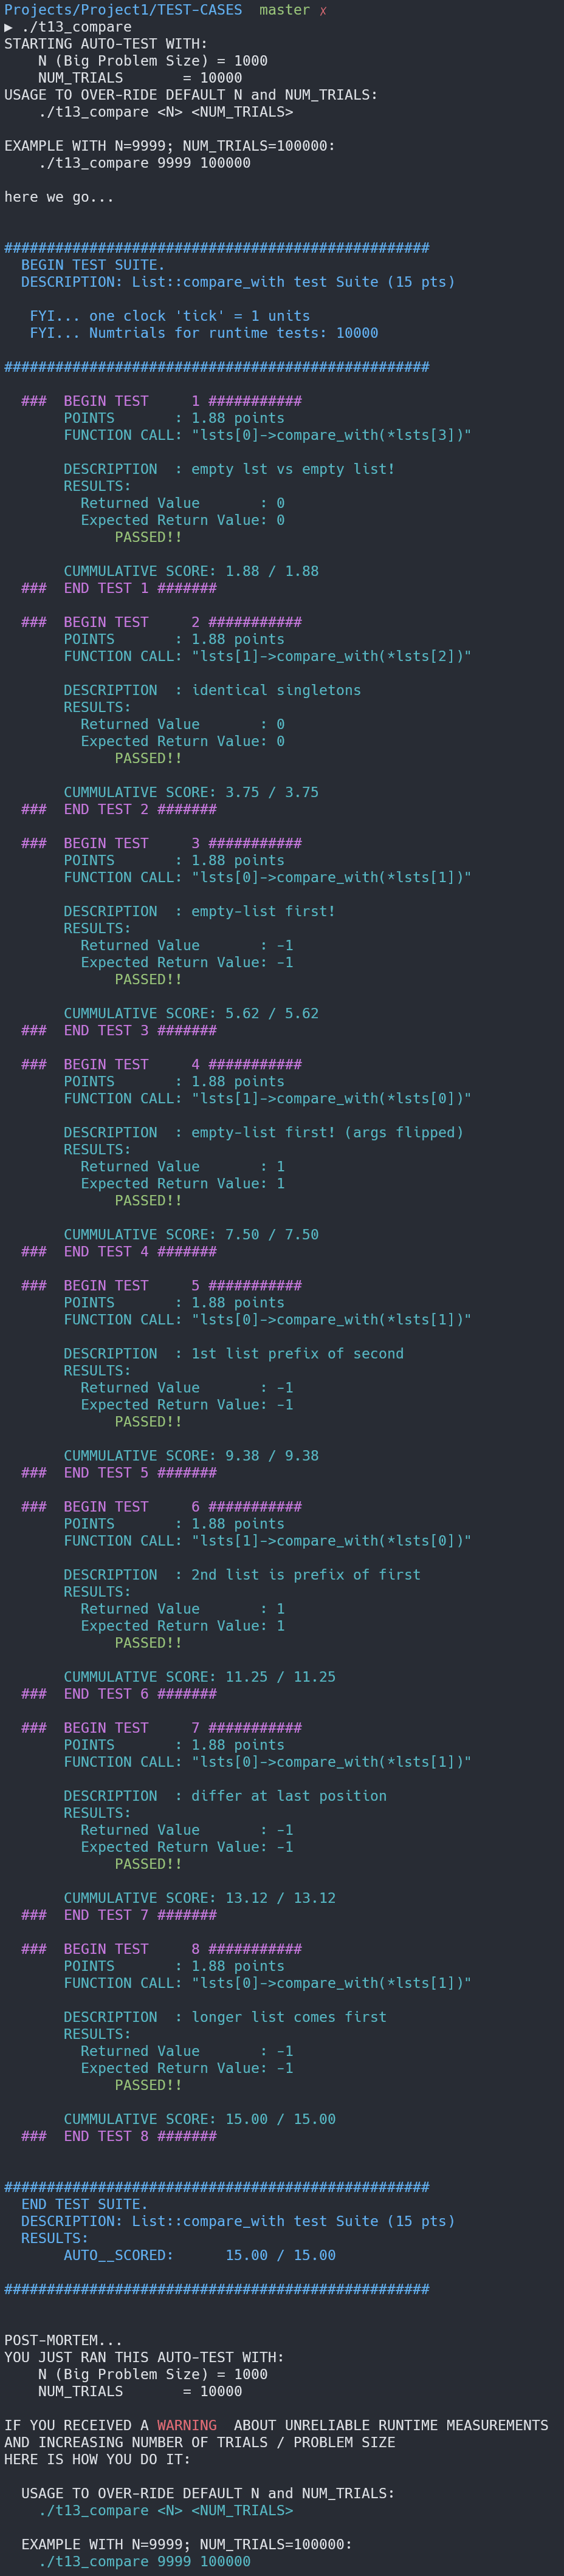 Projects/Project1/TEST-CASES  master ✗
▶ ./t13_compare
STARTING AUTO-TEST WITH:
    N (Big Problem Size) = 1000
    NUM_TRIALS       = 10000
USAGE TO OVER-RIDE DEFAULT N and NUM_TRIALS:
    ./t13_compare <N> <NUM_TRIALS>

EXAMPLE WITH N=9999; NUM_TRIALS=100000:
    ./t13_compare 9999 100000

here we go...

##################################################
  BEGIN TEST SUITE.
  DESCRIPTION: List::compare_with test Suite (15 pts)

   FYI... one clock 'tick' = 1 units
   FYI... Numtrials for runtime tests: 10000

##################################################

  ###  BEGIN TEST     1 ###########
       POINTS       : 1.88 points
       FUNCTION CALL: "lsts[0]->compare_with(*lsts[3])"

       DESCRIPTION  : empty lst vs empty list!
       RESULTS:
         Returned Value       : 0
         Expected Return Value: 0
             PASSED!!

       CUMMULATIVE SCORE: 1.88 / 1.88
  ###  END TEST 1 #######

  ###  BEGIN TEST     2 ###########
       POINTS       : 1.88 points
       FUNCTION CALL: "lsts[1]->compare_with(*lsts[2])"

       DESCRIPTION  : identical singletons
       RESULTS:
         Returned Value       : 0
         Expected Return Value: 0
             PASSED!!

       CUMMULATIVE SCORE: 3.75 / 3.75
  ###  END TEST 2 #######

  ###  BEGIN TEST     3 ###########
       POINTS       : 1.88 points
       FUNCTION CALL: "lsts[0]->compare_with(*lsts[1])"

       DESCRIPTION  : empty-list first!
       RESULTS:
         Returned Value       : -1
         Expected Return Value: -1
             PASSED!!

       CUMMULATIVE SCORE: 5.62 / 5.62
  ###  END TEST 3 #######

  ###  BEGIN TEST     4 ###########
       POINTS       : 1.88 points
       FUNCTION CALL: "lsts[1]->compare_with(*lsts[0])"

       DESCRIPTION  : empty-list first! (args flipped)
       RESULTS:
         Returned Value       : 1
         Expected Return Value: 1
             PASSED!!

       CUMMULATIVE SCORE: 7.50 / 7.50
  ###  END TEST 4 #######

  ###  BEGIN TEST     5 ###########
       POINTS       : 1.88 points
       FUNCTION CALL: "lsts[0]->compare_with(*lsts[1])"

       DESCRIPTION  : 1st list prefix of second
       RESULTS:
         Returned Value       : -1
         Expected Return Value: -1
             PASSED!!

       CUMMULATIVE SCORE: 9.38 / 9.38
  ###  END TEST 5 #######

  ###  BEGIN TEST     6 ###########
       POINTS       : 1.88 points
       FUNCTION CALL: "lsts[1]->compare_with(*lsts[0])"

       DESCRIPTION  : 2nd list is prefix of first
       RESULTS:
         Returned Value       : 1
         Expected Return Value: 1
             PASSED!!

       CUMMULATIVE SCORE: 11.25 / 11.25
  ###  END TEST 6 #######

  ###  BEGIN TEST     7 ###########
       POINTS       : 1.88 points
       FUNCTION CALL: "lsts[0]->compare_with(*lsts[1])"

       DESCRIPTION  : differ at last position
       RESULTS:
         Returned Value       : -1
         Expected Return Value: -1
             PASSED!!

       CUMMULATIVE SCORE: 13.12 / 13.12
  ###  END TEST 7 #######

  ###  BEGIN TEST     8 ###########
       POINTS       : 1.88 points
       FUNCTION CALL: "lsts[0]->compare_with(*lsts[1])"

       DESCRIPTION  : longer list comes first
       RESULTS:
         Returned Value       : -1
         Expected Return Value: -1
             PASSED!!

       CUMMULATIVE SCORE: 15.00 / 15.00
  ###  END TEST 8 #######

##################################################
  END TEST SUITE.
  DESCRIPTION: List::compare_with test Suite (15 pts)
  RESULTS:
       AUTO__SCORED:      15.00 / 15.00

##################################################

POST-MORTEM...
YOU JUST RAN THIS AUTO-TEST WITH:
    N (Big Problem Size) = 1000
    NUM_TRIALS       = 10000

IF YOU RECEIVED A WARNING  ABOUT UNRELIABLE RUNTIME MEASUREMENTS
AND INCREASING NUMBER OF TRIALS / PROBLEM SIZE
HERE IS HOW YOU DO IT:

  USAGE TO OVER-RIDE DEFAULT N and NUM_TRIALS:
    ./t13_compare <N> <NUM_TRIALS>

  EXAMPLE WITH N=9999; NUM_TRIALS=100000:
    ./t13_compare 9999 100000